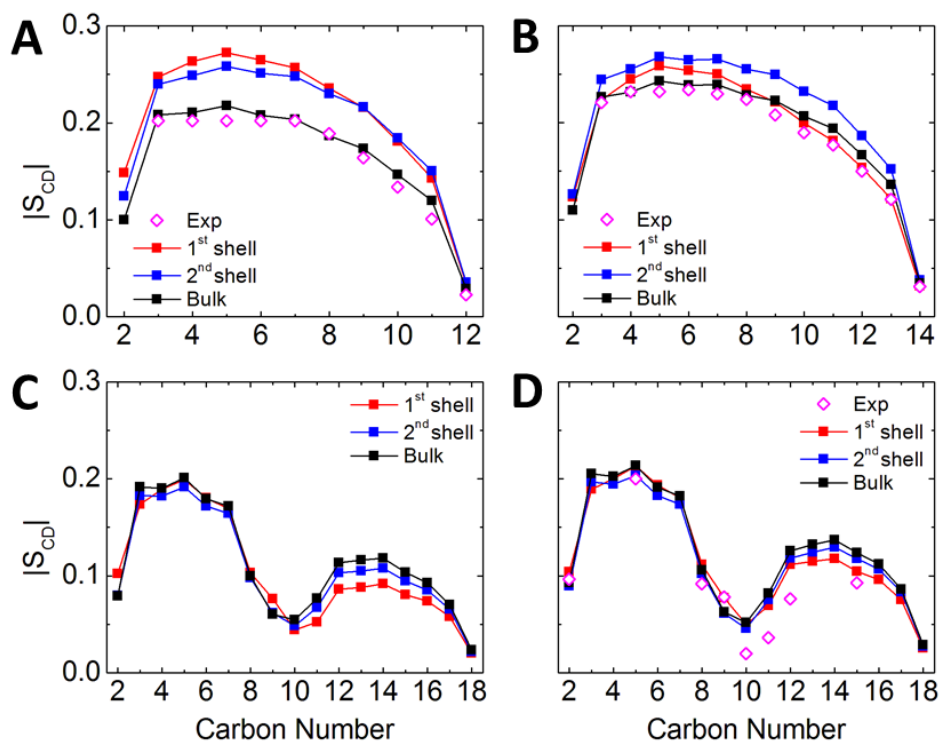 A
B
0.3
0.2
0.1
0.0
|S_CD|
Exp
1st shell
2nd shell
Bulk
2 4 6 8 10 12
Exp
1st shell
2nd shell
Bulk
2 4 6 8 10 12 14
C
D
0.3
0.2
0.1
0.0
|S_CD|
1st shell
2nd shell
Bulk
2 4 6 8 10 12 14 16 18
Carbon Number
Exp
1st shell
2nd shell
Bulk
2 4 6 8 10 12 14 16 18
Carbon Number